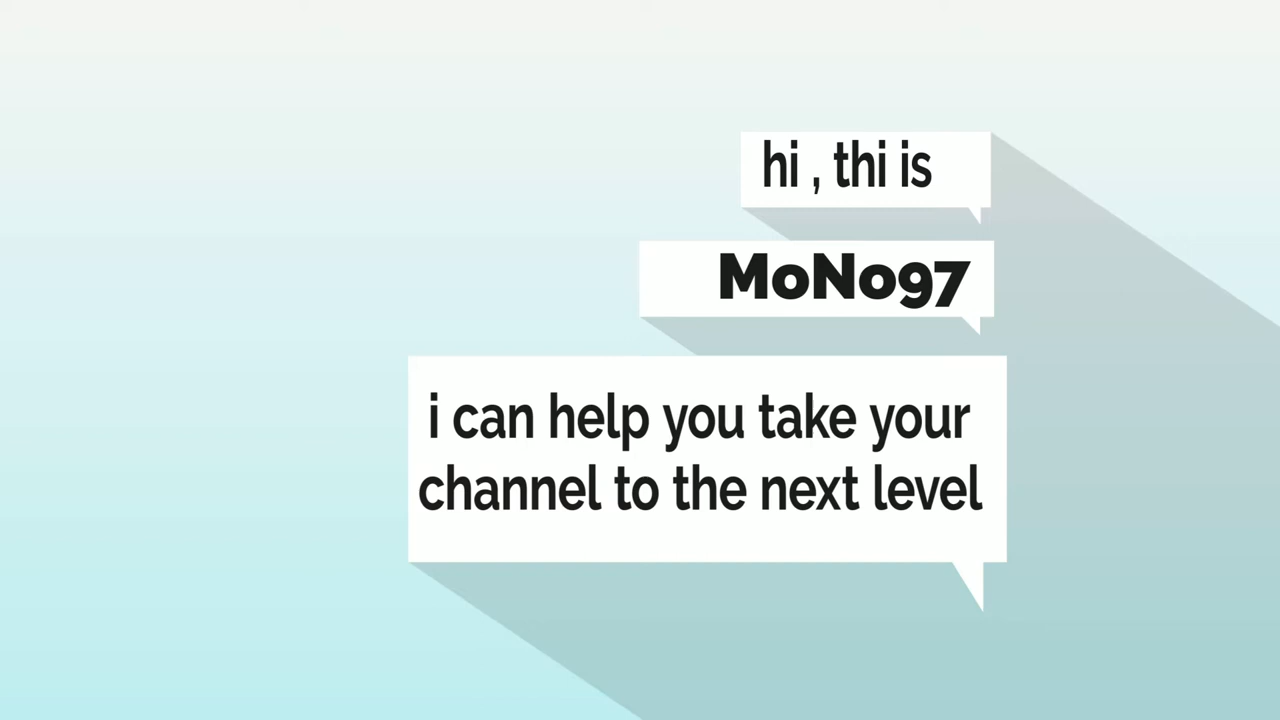 hi , thi is
MoNo97
i can help you take your
channel to the next level